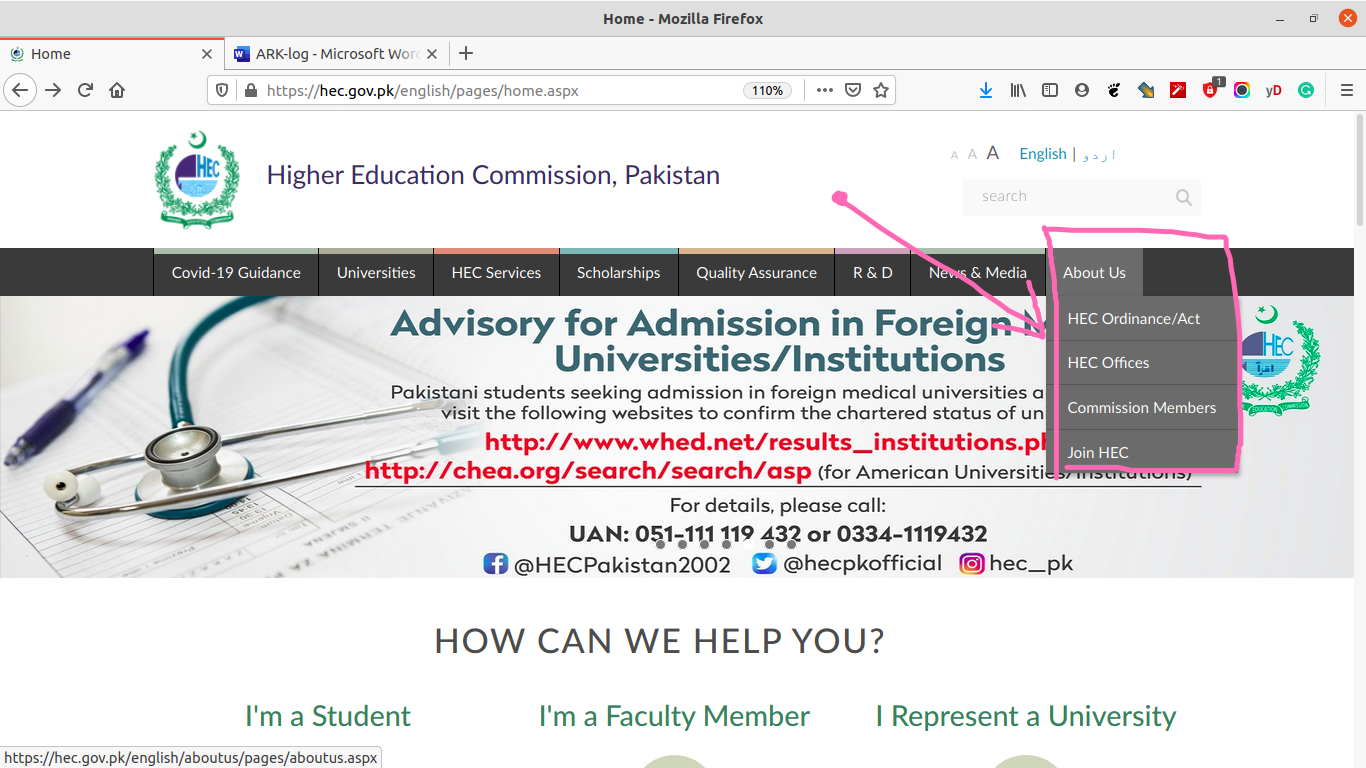 Home - Mozilla Firefox
Home
ARK-log - Microsoft Word
https://hec.gov.pk/english/pages/home.aspx
110%
1
yD
HEC
Higher Education Commission, Pakistan
A A A English | اردو
search
Covid-19 Guidance Universities HEC Services Scholarships Quality Assurance R & D News & Media About Us
HEC Ordinance/Act
HEC Offices
Commission Members
Join HEC
Advisory for Admission in Foreign
Universities/Institutions
Pakistani students seeking admission in foreign medical universities
visit the following websites to confirm the chartered status of
http://www.whed.net/results_institutions.ph
http://chea.org/search/search/asp (for American Universities/Institutions)
For details, please call:
UAN: 051-111 119 432 or 0334-1119432
@HECPakistan2002 @hecpkofficial hec_pk
HEC
EDUCATION COMMISSION
HOW CAN WE HELP YOU?
I'm a Student
I'm a Faculty Member
I Represent a University
https://hec.gov.pk/english/aboutus/pages/aboutus.aspx